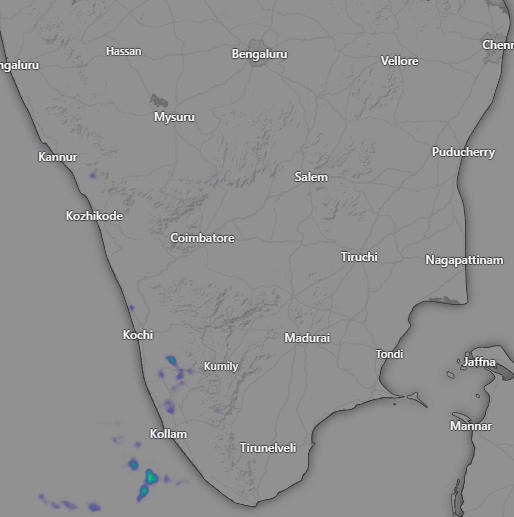 Hassan
Bengaluru
Chenn
ngaluru
Vellore
Mysuru
Kannur
Puducherry
Salem
Kozhikode
Coimbatore
Tiruchi
Nagapattinam
Kochi
Madurai
Tondi
Jaffna
Kumily
Mannar
Kollam
Tirunelveli